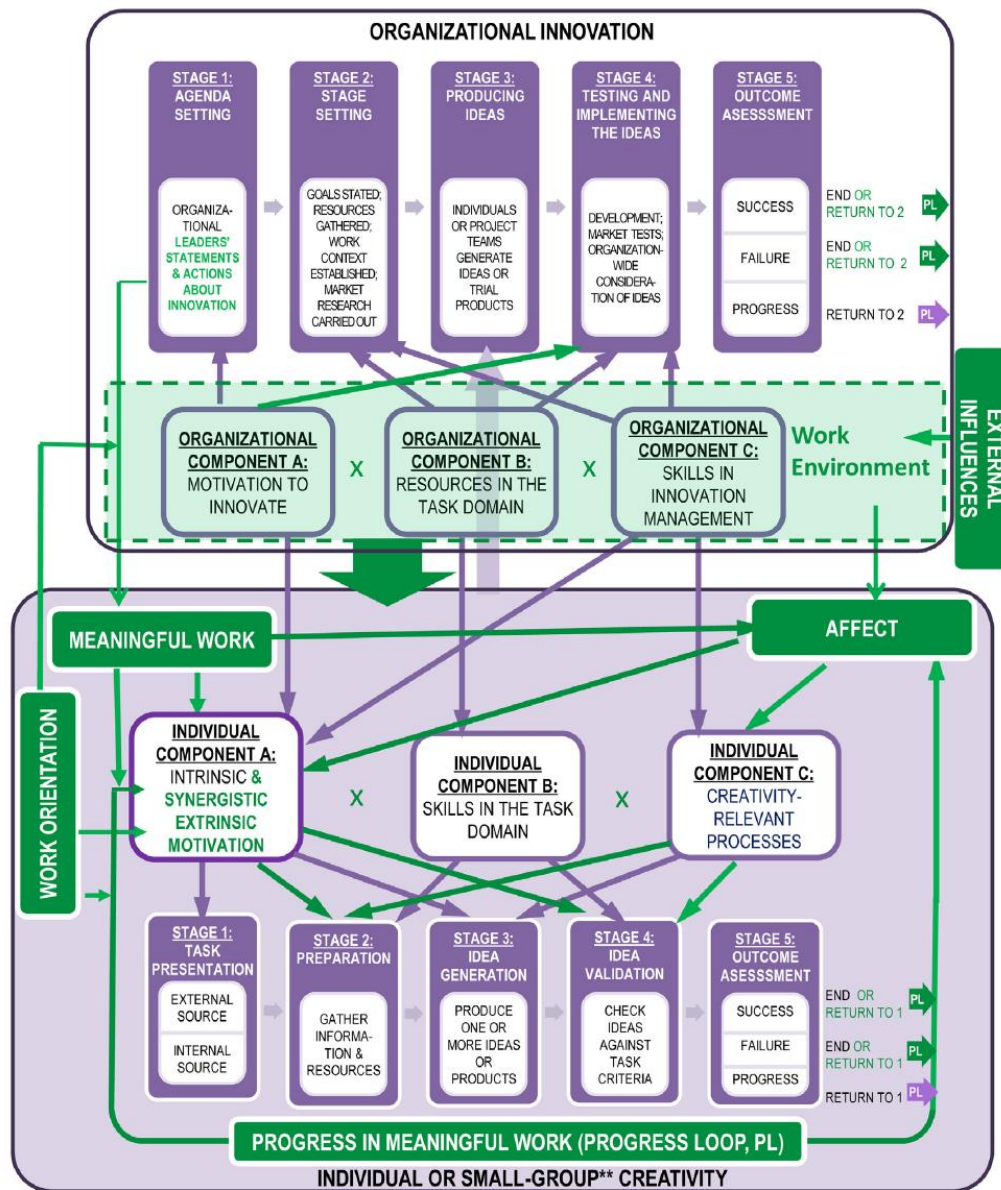 ORGANIZATIONAL INNOVATION
STAGE 1:
AGENDA
SETTING
ORGANIZA-
TIONAL
LEADERS'
STATEMENTS
& ACTIONS
ABOUT
INNOVATION
STAGE 2:
STAGE
SETTING
GOALS STATED;
RESOURCES
GATHERED;
WORK
CONTEXT
ESTABLISHED;
MARKET
RESEARCH
CARRIED OUT
STAGE 3:
PRODUCING
IDEAS
INDIVIDUALS
OR PROJECT
TEAMS
GENERATE
IDEAS OR
TRIAL
PRODUCTS
STAGE 4:
TESTING AND
IMPLEMENTING
THE IDEAS
DEVELOPMENT;
MARKET TESTS;
ORGANIZATION-
WIDE
CONSIDERATION
OF IDEAS
STAGE 5:
OUTCOME
ASESSSMENT
SUCCESS
FAILURE
PROGRESS
END OR
RETURN TO 2
PL
END OR
RETURN TO 2
PL
RETURN TO 2
PL
ORGANIZATIONAL
COMPONENT A:
MOTIVATION TO
INNOVATE
X
ORGANIZATIONAL
COMPONENT B:
RESOURCES IN THE
TASK DOMAIN
X
ORGANIZATIONAL
COMPONENT C:
SKILLS IN
INNOVATION
MANAGEMENT
Work
Environment
EXTERNAL
INFLUENCES
MEANINGFUL WORK
AFFECT
WORK ORIENTATION
INDIVIDUAL
COMPONENT A:
INTRINSIC &
SYNERGISTIC
EXTRINSIC
MOTIVATION
X
INDIVIDUAL
COMPONENT B:
SKILLS IN THE TASK
DOMAIN
X
INDIVIDUAL
COMPONENT C:
CREATIVITY-
RELEVANT
PROCESSES
STAGE 1:
TASK
PRESENTATION
EXTERNAL
SOURCE
INTERNAL
SOURCE
STAGE 2:
PREPARATION
GATHER
INFORMA-
TION &
RESOURCES
STAGE 3:
IDEA
GENERATION
PRODUCE
ONE OR
MORE IDEAS
OR
PRODUCTS
STAGE 4:
IDEA
VALIDATION
CHECK
IDEAS
AGAINST
TASK
CRITERIA
STAGE 5:
OUTCOME
ASESSSMENT
SUCCESS
FAILURE
PROGRESS
END OR
RETURN TO 1
PL
END OR
RETURN TO 1
PL
RETURN TO 1
PL
PROGRESS IN MEANINGFUL WORK (PROGRESS LOOP, PL)
INDIVIDUAL OR SMALL-GROUP** CREATIVITY